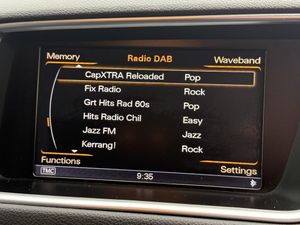 Memory Radio DAB Waveband
CapXTRA Reloaded Pop
Fix Radio Rock
Grt Hits Rad 60s Pop
Hits Radio Chil Easy
Jazz FM Jazz
Kerrang! Rock
Functions Settings
TMC 9:35